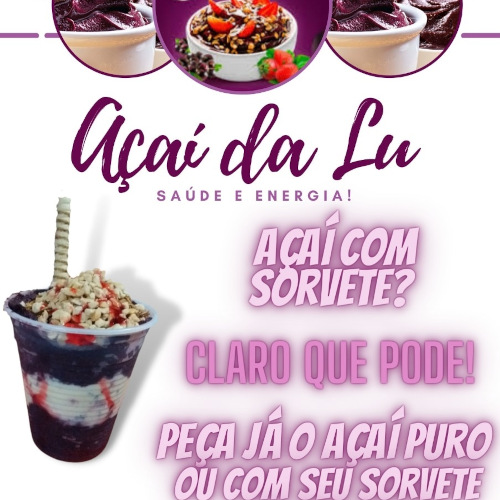 Açaí da Lu
SAÚDE E ENERGIA!
AÇAÍ COM
SORVETE?
CLARO QUE PODE!
PEÇA JÁ O AÇAÍ PURO
OU COM SEU SORVETE